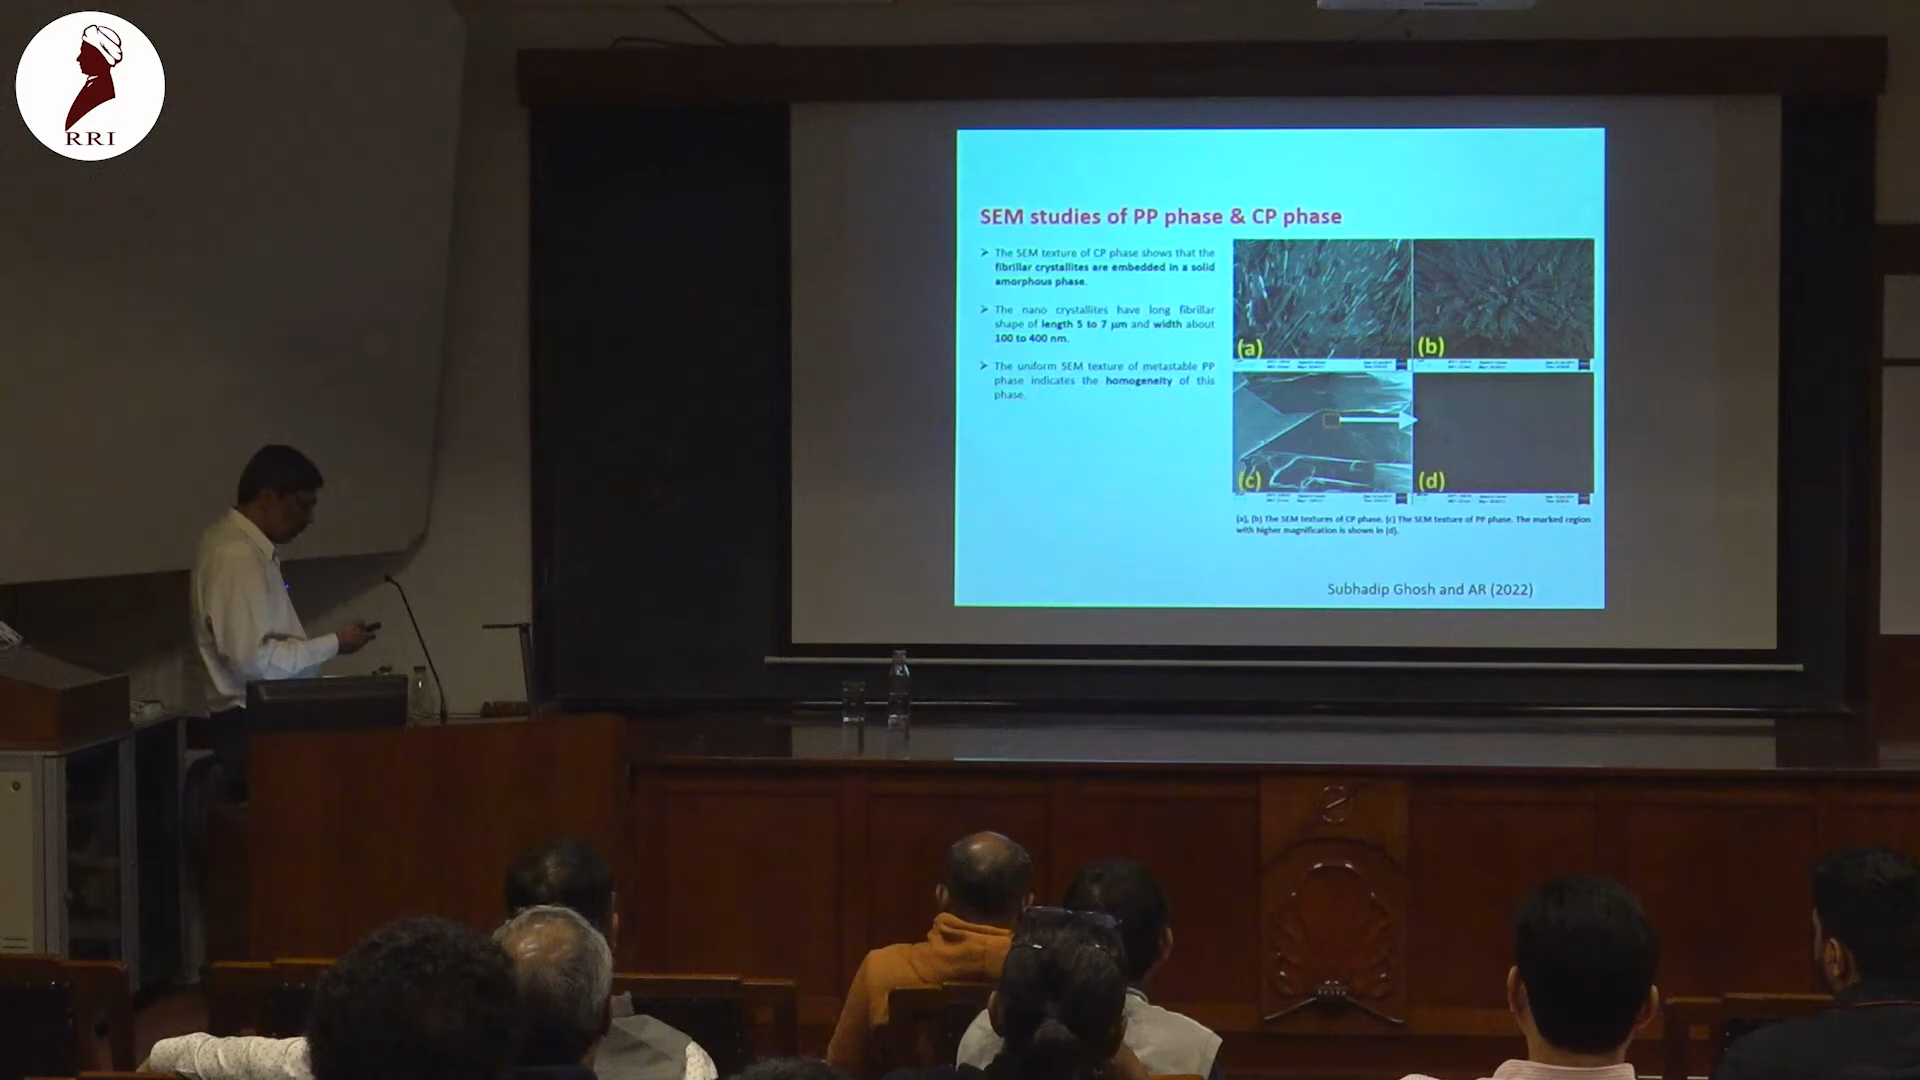 RRI
SEM studies of PP phase & CP phase
➤ The SEM texture of CP phase shows that the
fibrillar crystallites are embedded in a solid
amorphous phase.
➤ The nano crystallites have long fibrillar
shape of length 5 to 7 μm and width about
100 to 400 nm.
➤ The uniform SEM texture of metastable PP
phase indicates the homogeneity of this
phase.
(a)
(b)
(c)
(d)
(a), (b) The SEM textures of CP phase. (c) The SEM texture of PP phase. The marked region
with higher magnification is shown in (d).
Subhadip Ghosh and AR (2022)